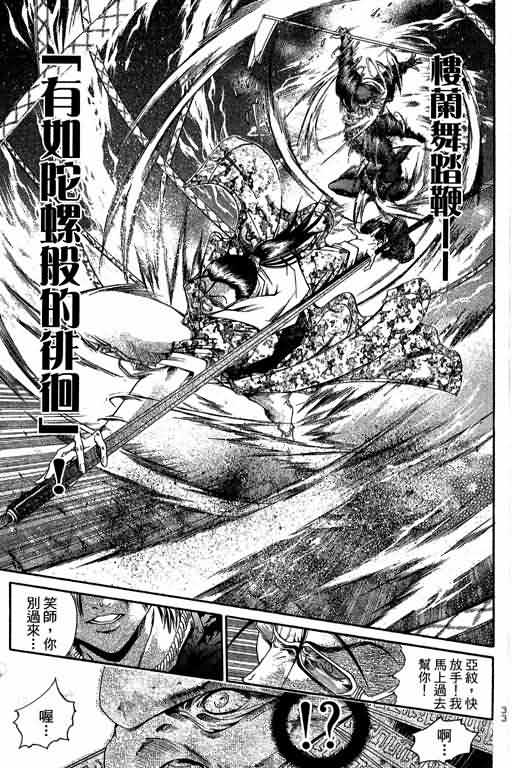 樓蘭舞踏鞭——
「有如陀螺般的徘徊」！
亞紋，快
放手！我
馬上過去
幫你！
啊…
!?
笑師，你
別過來…
喔…
33